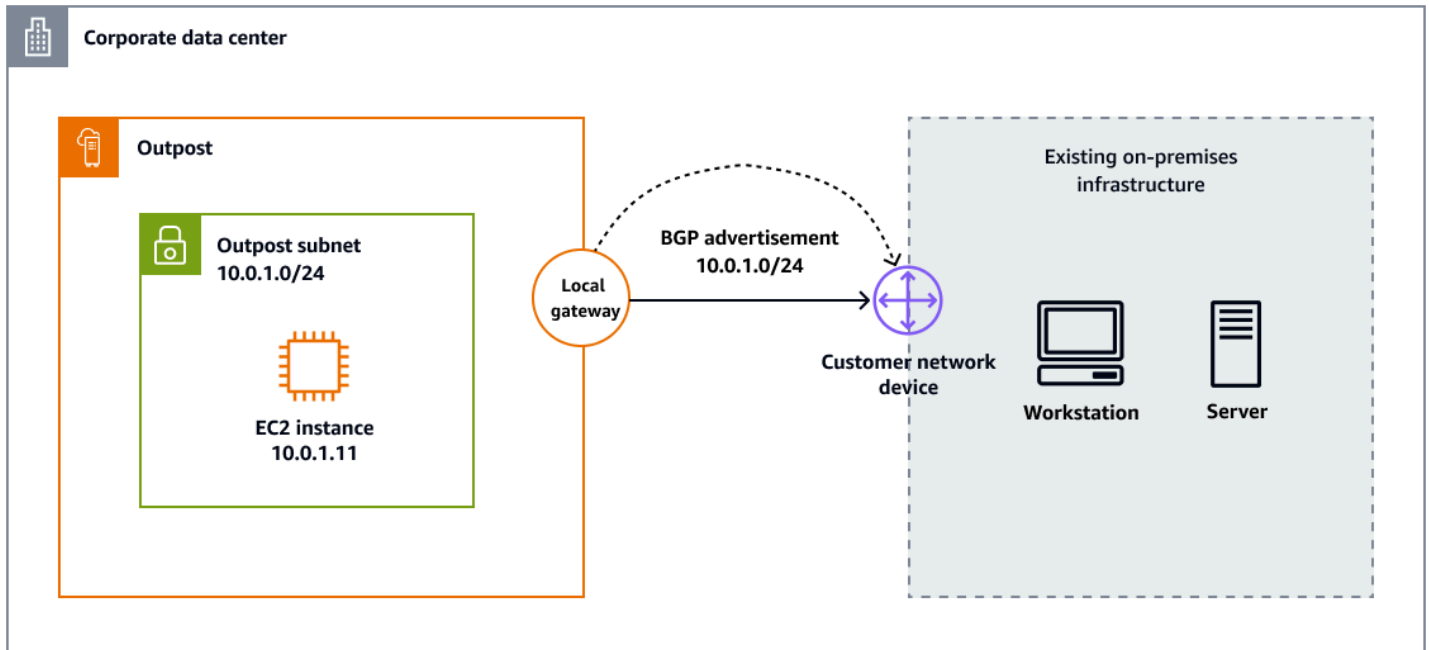 Corporate data center
Outpost
Outpost subnet
10.0.1.0/24
EC2 instance
10.0.1.11
Local
gateway
BGP advertisement
10.0.1.0/24
Customer network
device
Existing on-premises
infrastructure
Workstation
Server